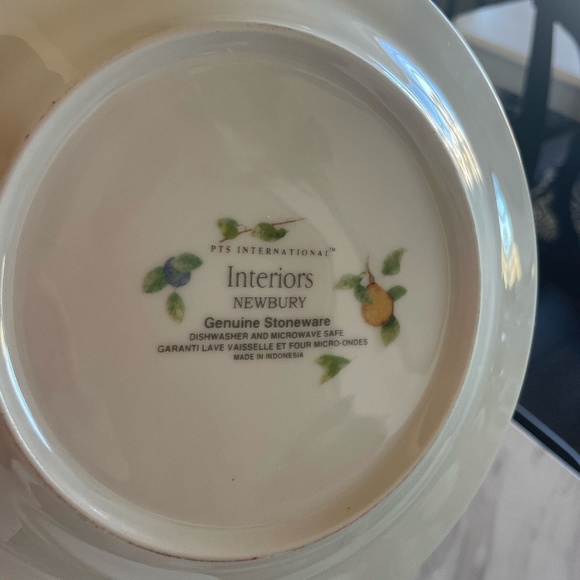 PTS INTERNATIONAL™
Interiors
NEWBURY
Genuine Stoneware
DISHWASHER AND MICROWAVE SAFE
GARANTI LAVE VAISSELLE ET FOUR MICRO-ONDES
MADE IN INDONESIA